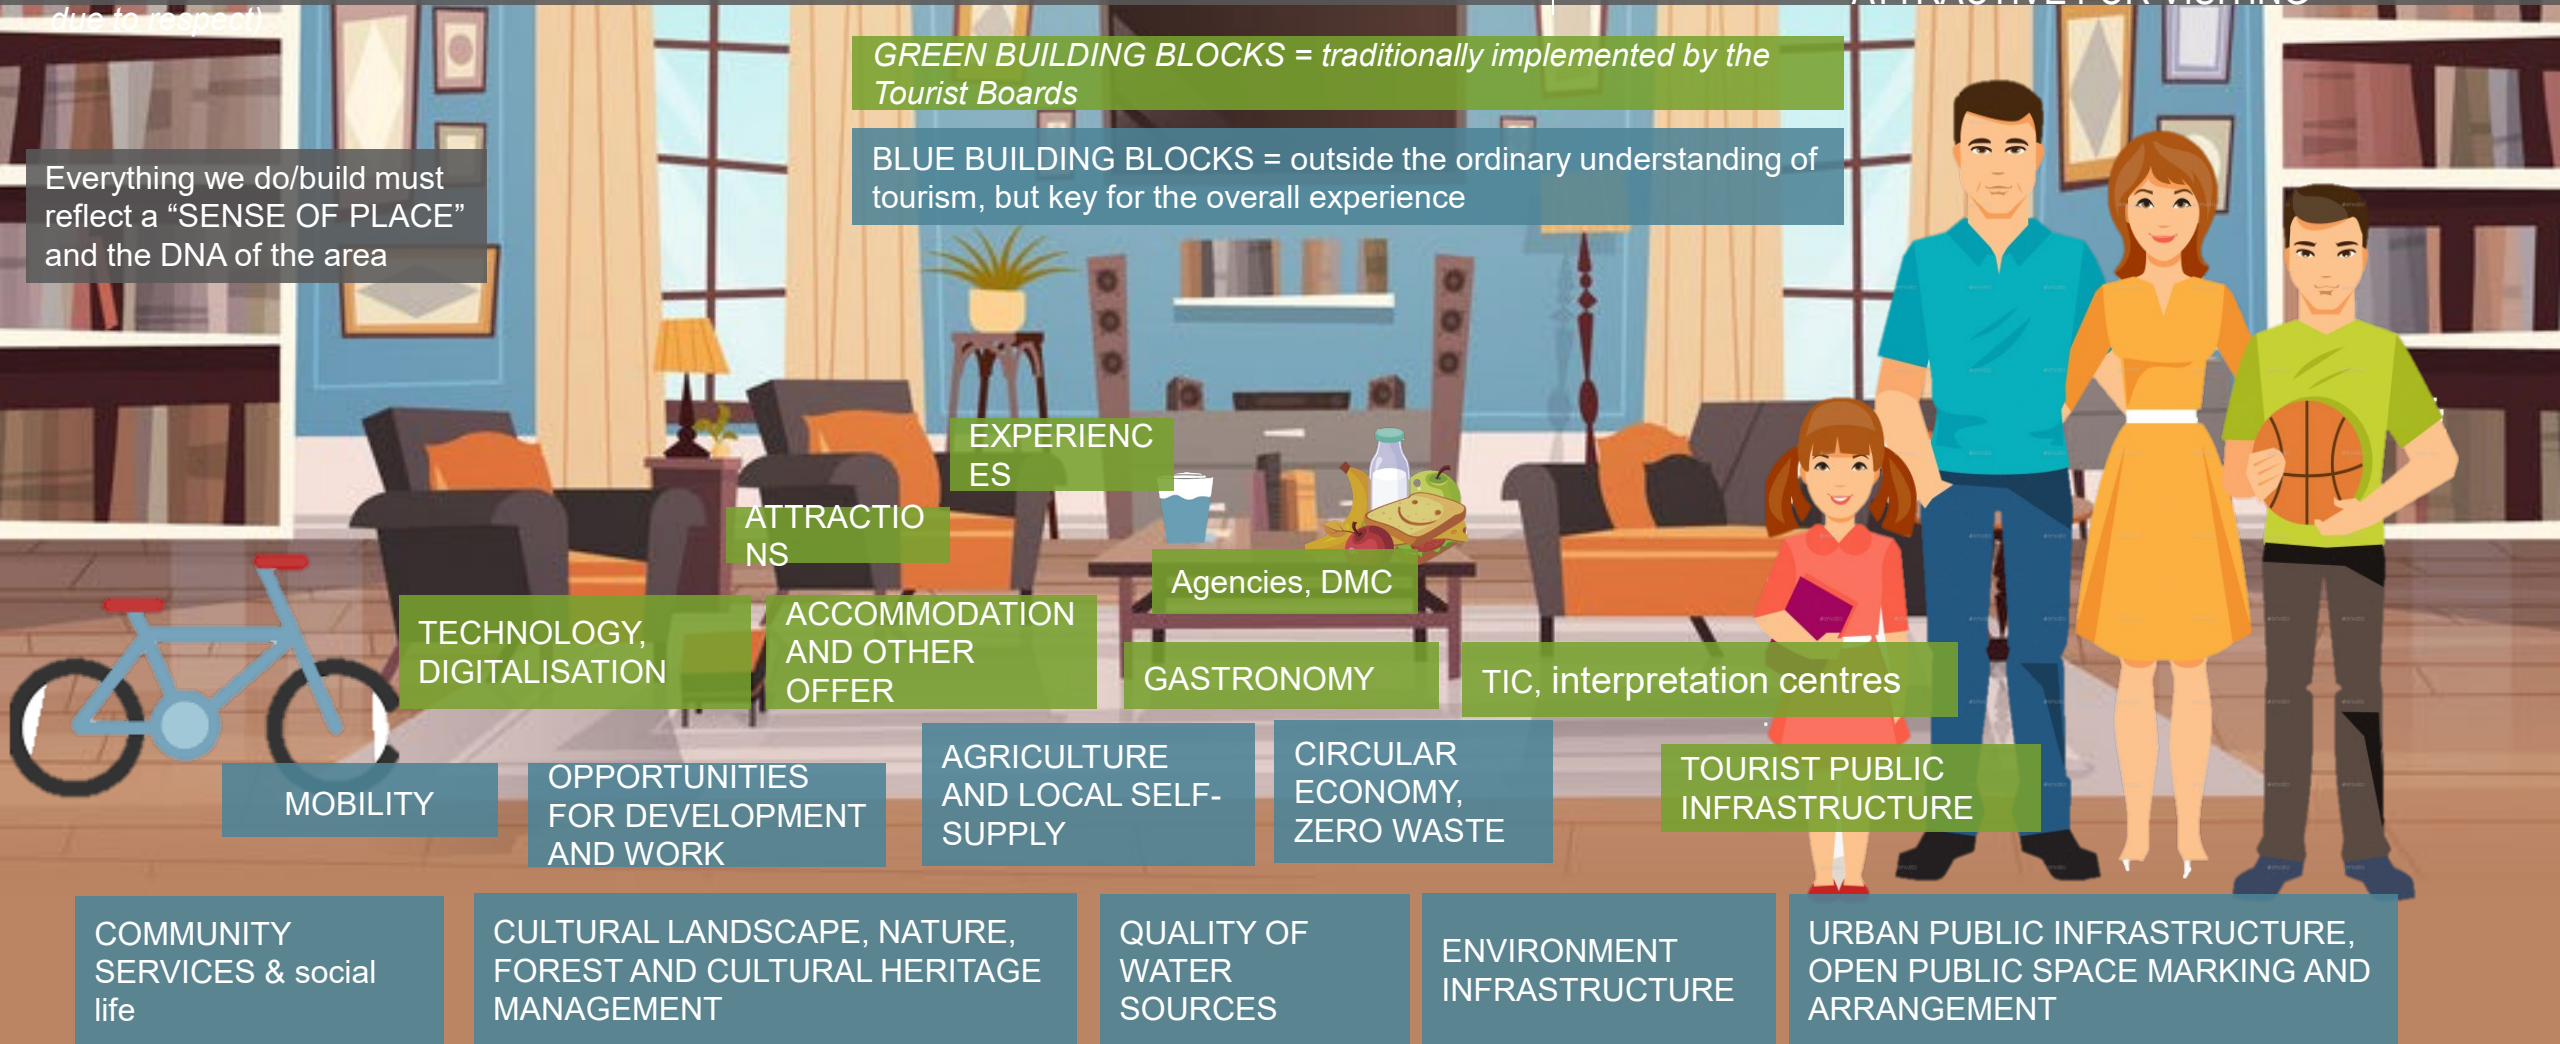 due to respect)
ATTRACTIVE FOR VISITING
GREEN BUILDING BLOCKS = traditionally implemented by the
Tourist Boards
BLUE BUILDING BLOCKS = outside the ordinary understanding of
tourism, but key for the overall experience
Everything we do/build must
reflect a “SENSE OF PLACE”
and the DNA of the area
EXPERIENC
ES
ATTRACTIO
NS
Agencies, DMC
TECHNOLOGY,
DIGITALISATION
ACCOMMODATION
AND OTHER
OFFER
GASTRONOMY
TIC, interpretation centres
MOBILITY
OPPORTUNITIES
FOR DEVELOPMENT
AND WORK
AGRICULTURE
AND LOCAL SELF-
SUPPLY
CIRCULAR
ECONOMY,
ZERO WASTE
TOURIST PUBLIC
INFRASTRUCTURE
COMMUNITY
SERVICES & social
life
CULTURAL LANDSCAPE, NATURE,
FOREST AND CULTURAL HERITAGE
MANAGEMENT
QUALITY OF
WATER
SOURCES
ENVIRONMENT
INFRASTRUCTURE
URBAN PUBLIC INFRASTRUCTURE,
OPEN PUBLIC SPACE MARKING AND
ARRANGEMENT